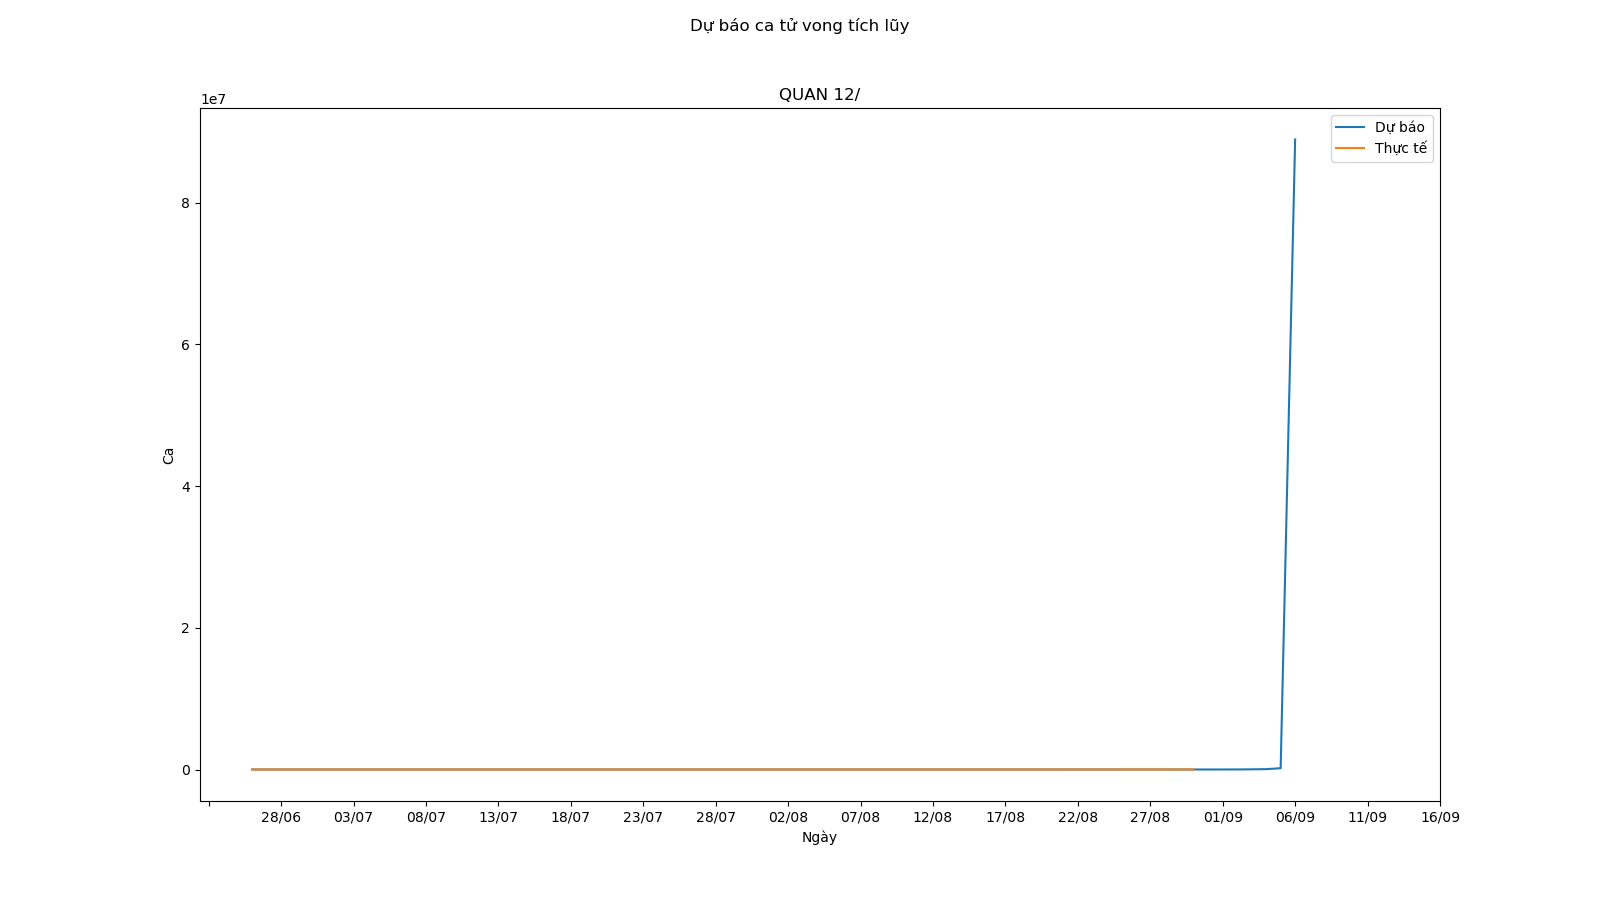 Dự báo ca tử vong tích lũy
QUAN 12/
1e7
Dự báo
Thực tế
8
6
4
2
0
Ca
28/06 03/07 08/07 13/07 18/07 23/07 28/07 02/08 07/08 12/08 17/08 22/08 27/08 01/09 06/09 11/09 16/09
Ngày